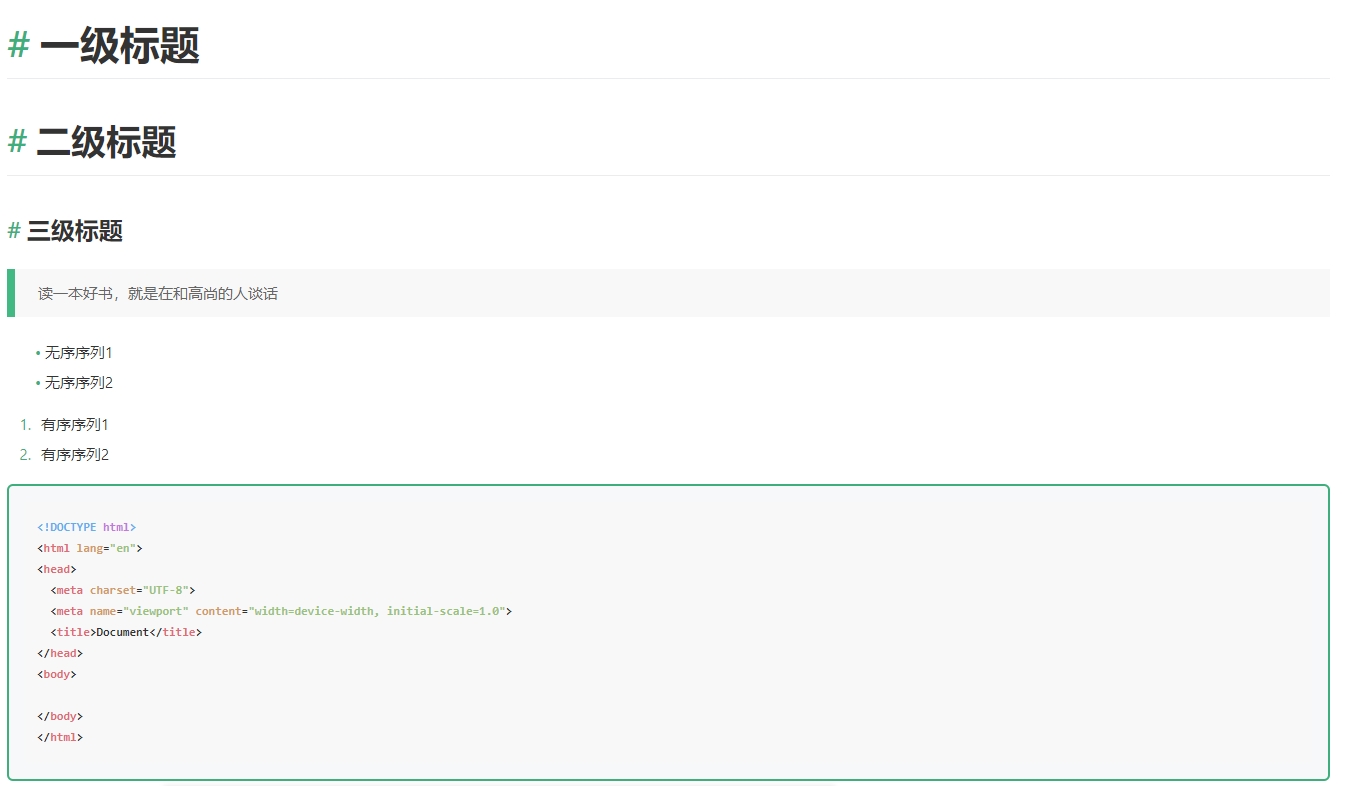 # 一级标题
# 二级标题
# 三级标题
读一本好书，就是在和高尚的人谈话
• 无序序列1
• 无序序列2
1. 有序序列1
2. 有序序列2
<!DOCTYPE html>
<html lang="en">
<head>
  <meta charset="UTF-8">
  <meta name="viewport" content="width=device-width, initial-scale=1.0">
  <title>Document</title>
</head>
<body>

</body>
</html>